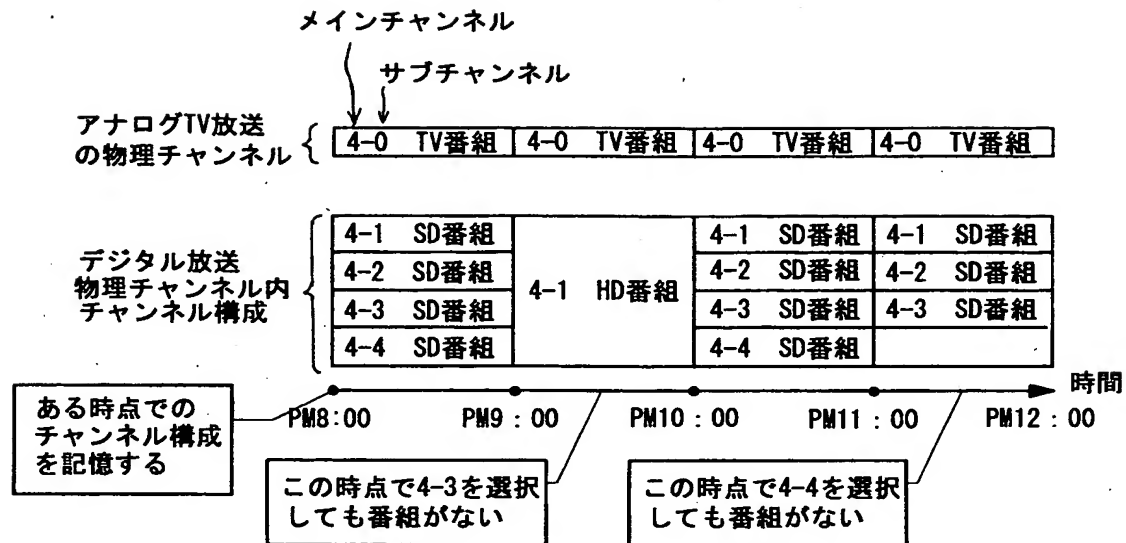 メインチャンネル
サブチャンネル
アナログTV放送
の物理チャンネル
4-0 TV番組 4-0 TV番組 4-0 TV番組 4-0 TV番組
デジタル放送
物理チャンネル内
チャンネル構成
4-1 SD番組
4-2 SD番組
4-3 SD番組
4-4 SD番組
4-1 HD番組
4-1 SD番組 4-1 SD番組
4-2 SD番組 4-2 SD番組
4-3 SD番組 4-3 SD番組
4-4 SD番組
時間
PM8:00 PM9:00 PM10:00 PM11:00 PM12:00
ある時点での
チャンネル構成
を記憶する
この時点で4-3を選択
しても番組がない
この時点で4-4を選択
しても番組がない